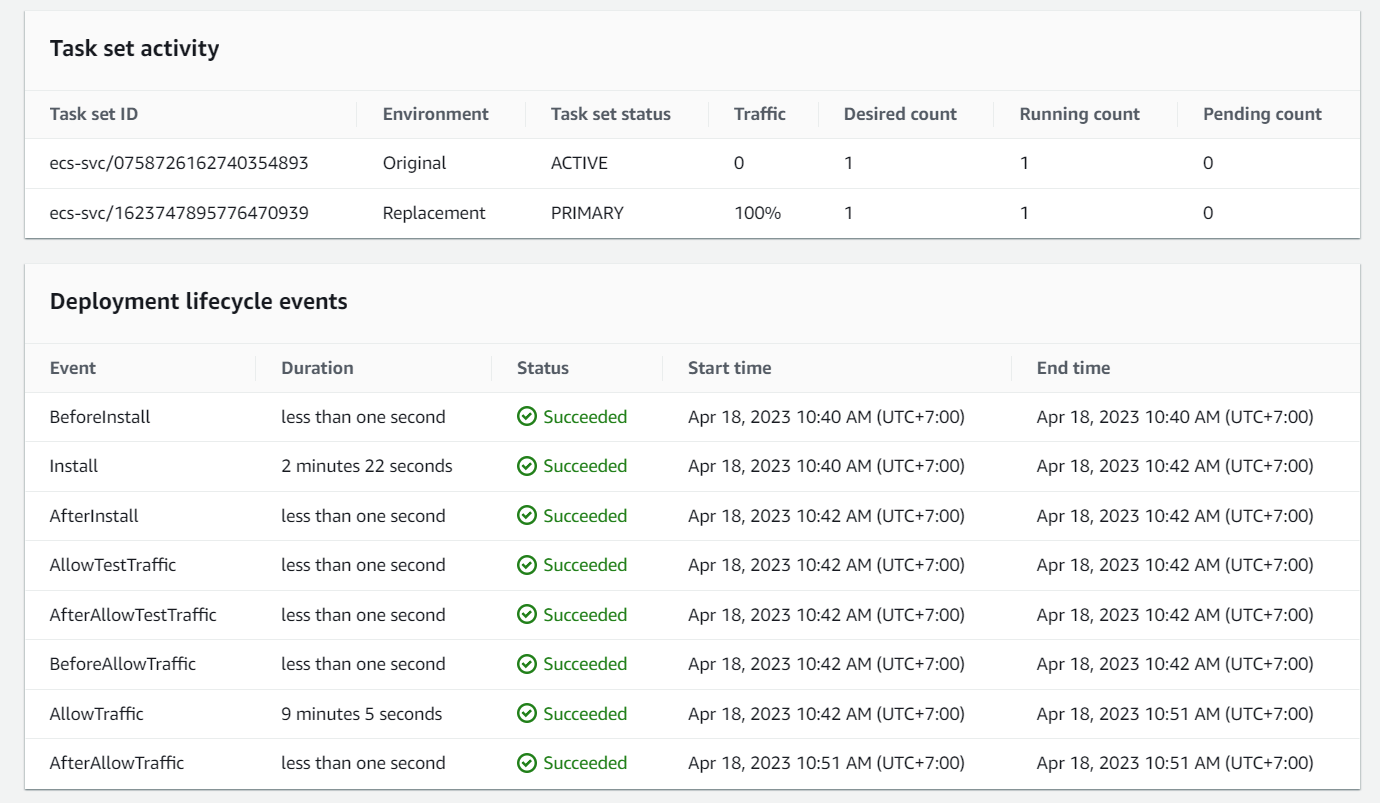 Task set activity
Task set ID Environment Task set status Traffic Desired count Running count Pending count
ecs-svc/0758726162740354893 Original ACTIVE 0 1 1 0
ecs-svc/1623747895776470939 Replacement PRIMARY 100% 1 1 0
Deployment lifecycle events
Event Duration Status Start time End time
BeforeInstall less than one second Succeeded Apr 18, 2023 10:40 AM (UTC+7:00) Apr 18, 2023 10:40 AM (UTC+7:00)
Install 2 minutes 22 seconds Succeeded Apr 18, 2023 10:40 AM (UTC+7:00) Apr 18, 2023 10:42 AM (UTC+7:00)
AfterInstall less than one second Succeeded Apr 18, 2023 10:42 AM (UTC+7:00) Apr 18, 2023 10:42 AM (UTC+7:00)
AllowTestTraffic less than one second Succeeded Apr 18, 2023 10:42 AM (UTC+7:00) Apr 18, 2023 10:42 AM (UTC+7:00)
AfterAllowTestTraffic less than one second Succeeded Apr 18, 2023 10:42 AM (UTC+7:00) Apr 18, 2023 10:42 AM (UTC+7:00)
BeforeAllowTraffic less than one second Succeeded Apr 18, 2023 10:42 AM (UTC+7:00) Apr 18, 2023 10:42 AM (UTC+7:00)
AllowTraffic 9 minutes 5 seconds Succeeded Apr 18, 2023 10:42 AM (UTC+7:00) Apr 18, 2023 10:51 AM (UTC+7:00)
AfterAllowTraffic less than one second Succeeded Apr 18, 2023 10:51 AM (UTC+7:00) Apr 18, 2023 10:51 AM (UTC+7:00)